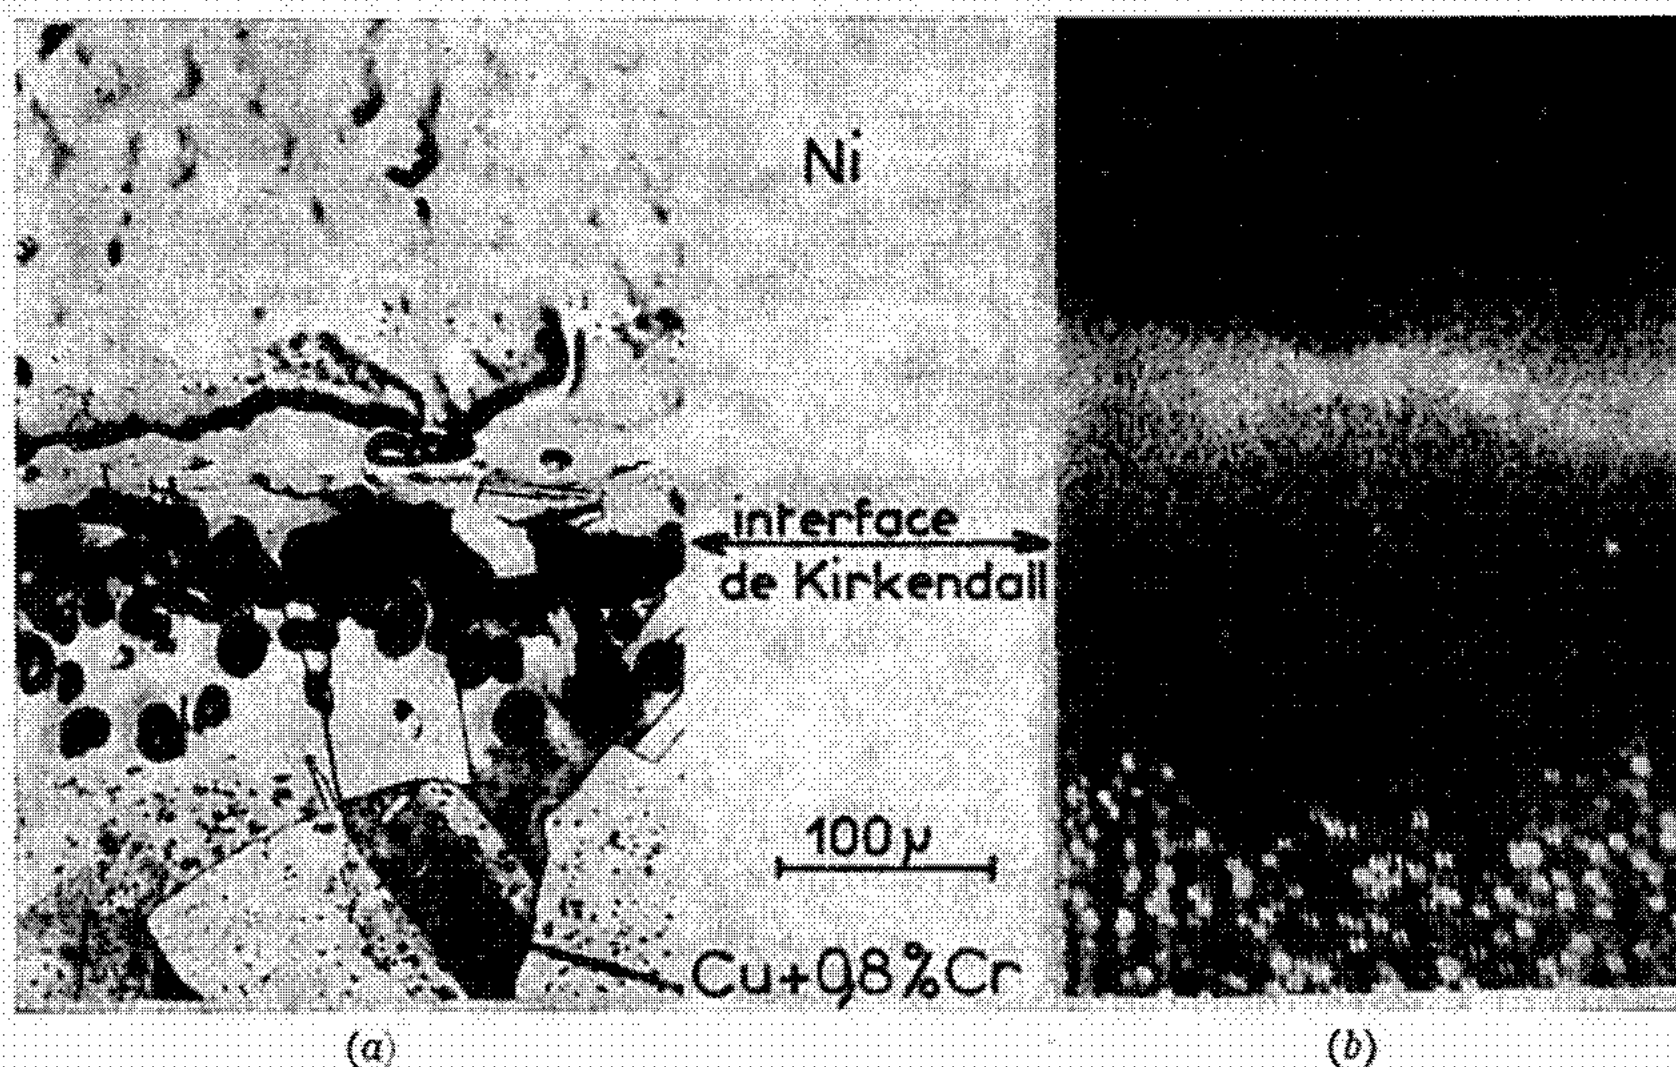 Ni
interface
de Kirkendall
100 µ
Cu+0,8%Cr
(a)
(b)